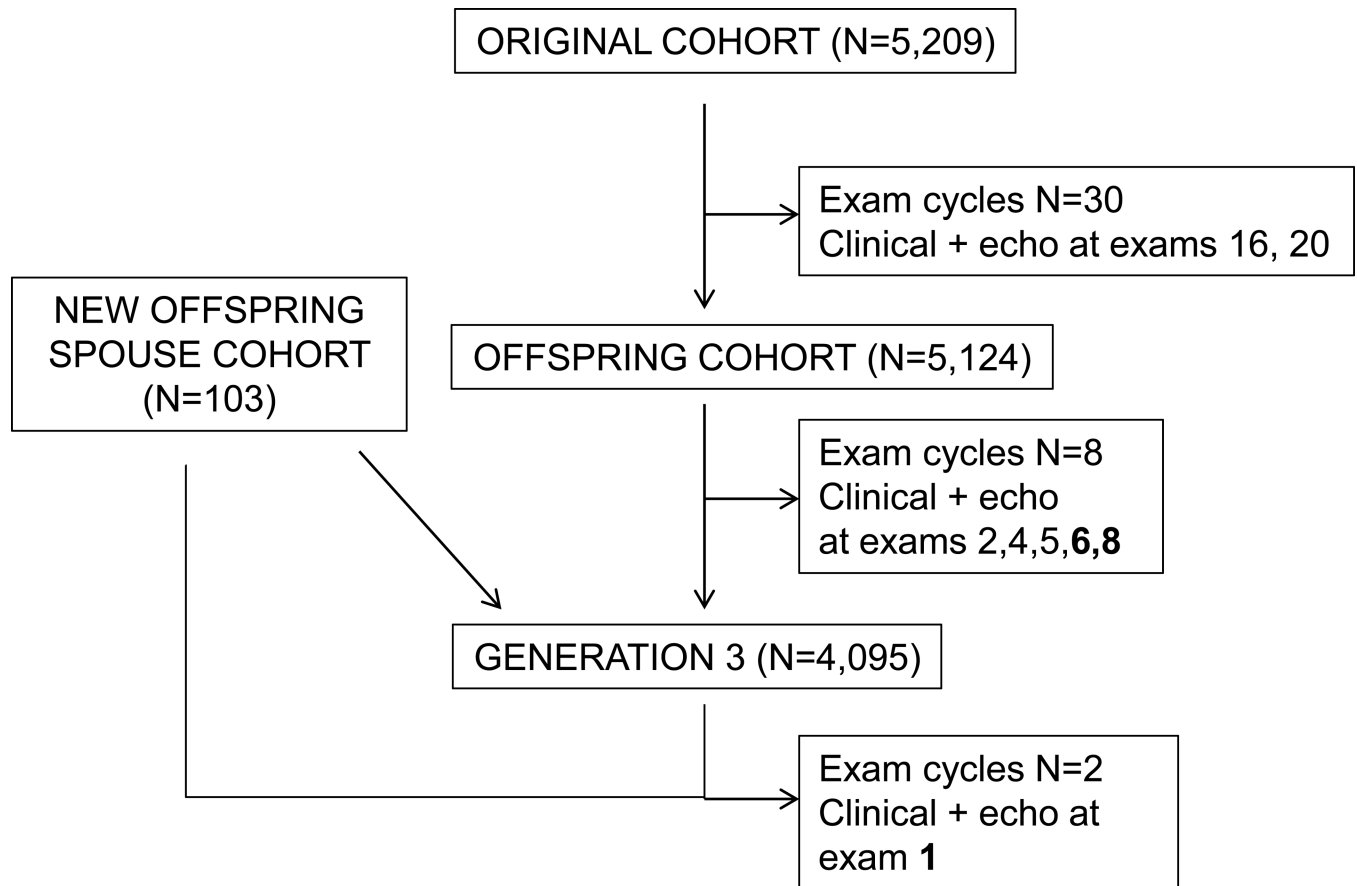 ORIGINAL COHORT (N=5,209)
Exam cycles N=30
Clinical + echo at exams 16, 20
NEW OFFSPRING
SPOUSE COHORT
(N=103)
OFFSPRING COHORT (N=5,124)
Exam cycles N=8
Clinical + echo
at exams 2,4,5,6,8
GENERATION 3 (N=4,095)
Exam cycles N=2
Clinical + echo at
exam 1